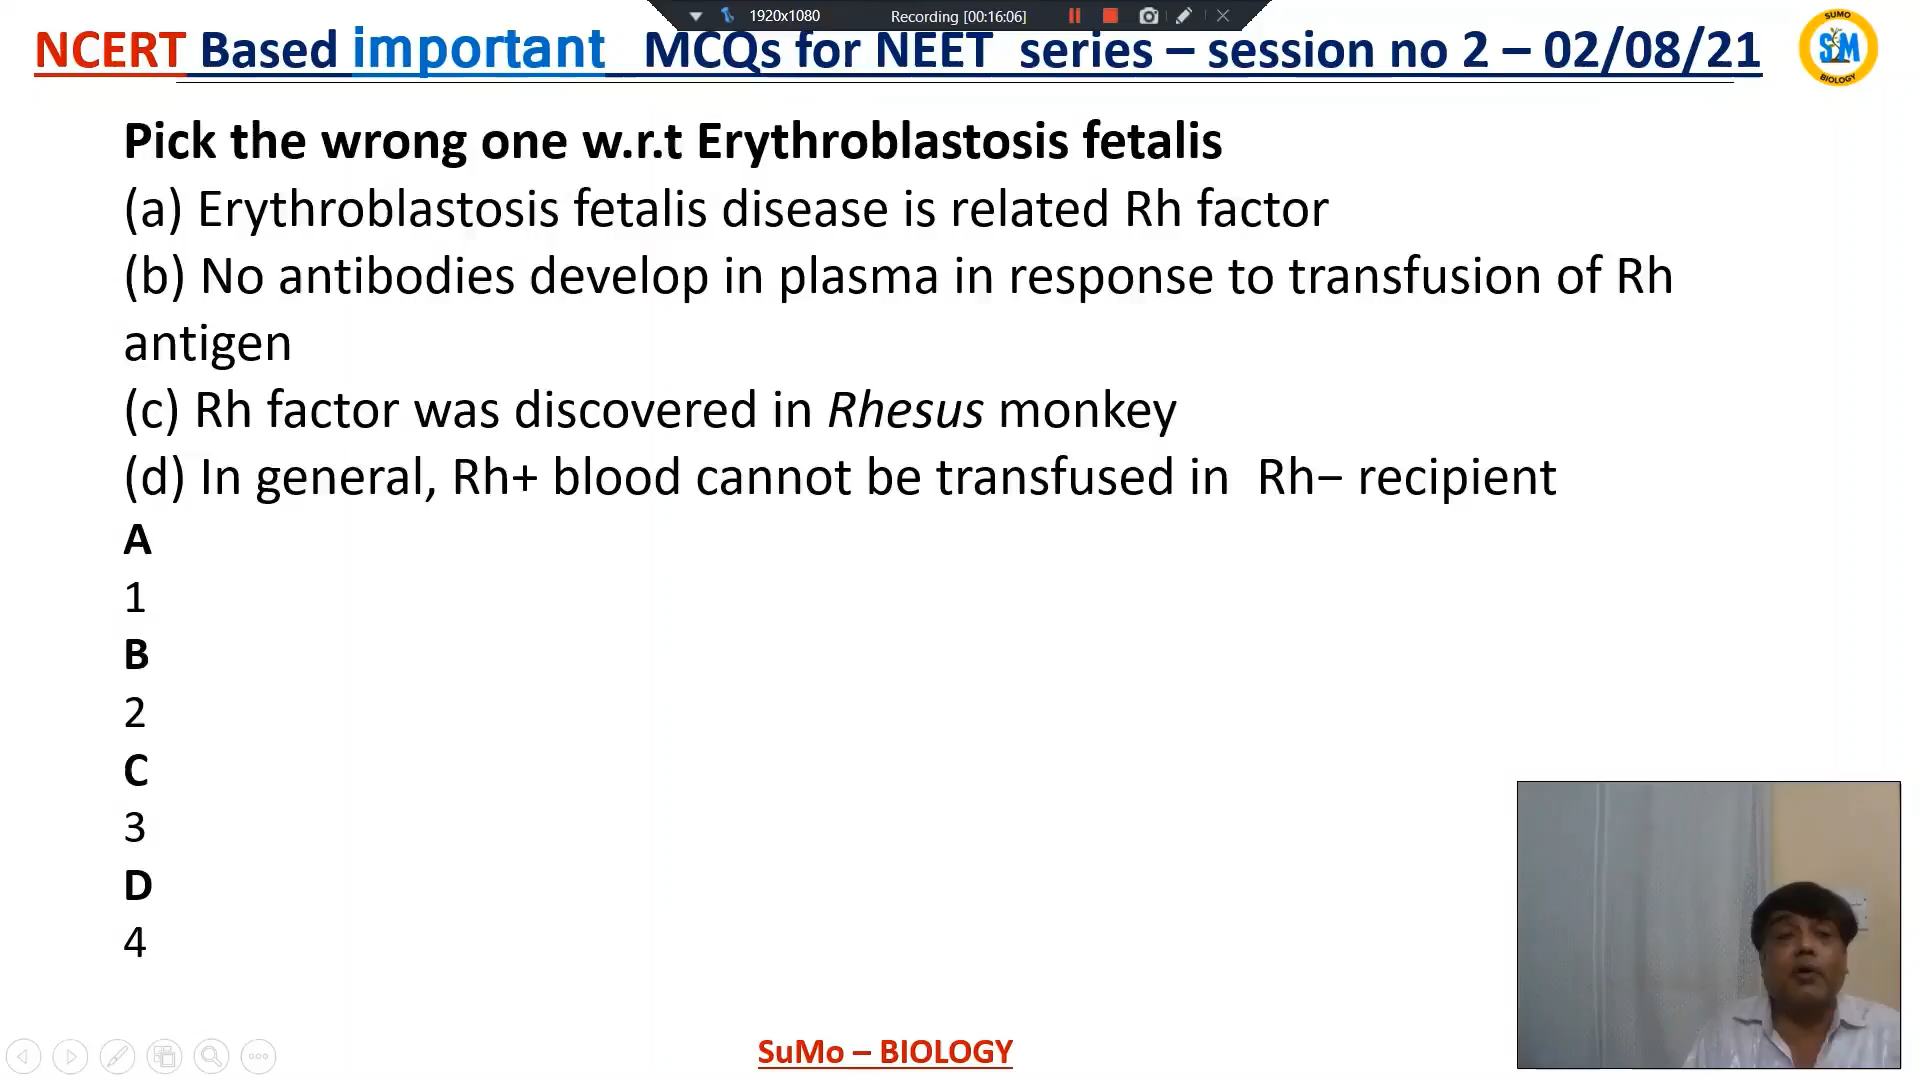 1920x1080 Recording [00:16:06]
NCERT Based important MCQs for NEET series – session no 2 – 02/08/21
SUMO
SM
BIOLOGY
Pick the wrong one w.r.t Erythroblastosis fetalis
(a) Erythroblastosis fetalis disease is related Rh factor
(b) No antibodies develop in plasma in response to transfusion of Rh
antigen
(c) Rh factor was discovered in Rhesus monkey
(d) In general, Rh+ blood cannot be transfused in Rh− recipient
A
1
B
2
C
3
D
4
SuMo – BIOLOGY